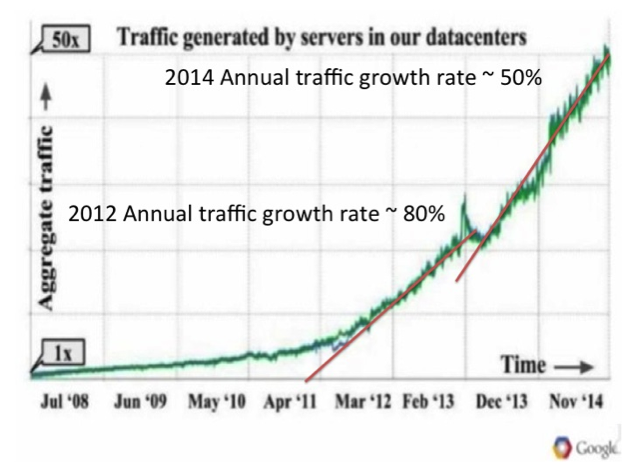 50x
Traffic generated by servers in our datacenters
2014 Annual traffic growth rate ~ 50%
Aggregate traffic
2012 Annual traffic growth rate ~ 80%
1x
Time
Jul '08 Jun '09 May '10 Apr '11 Mar '12 Feb '13 Dec '13 Nov '14
Google